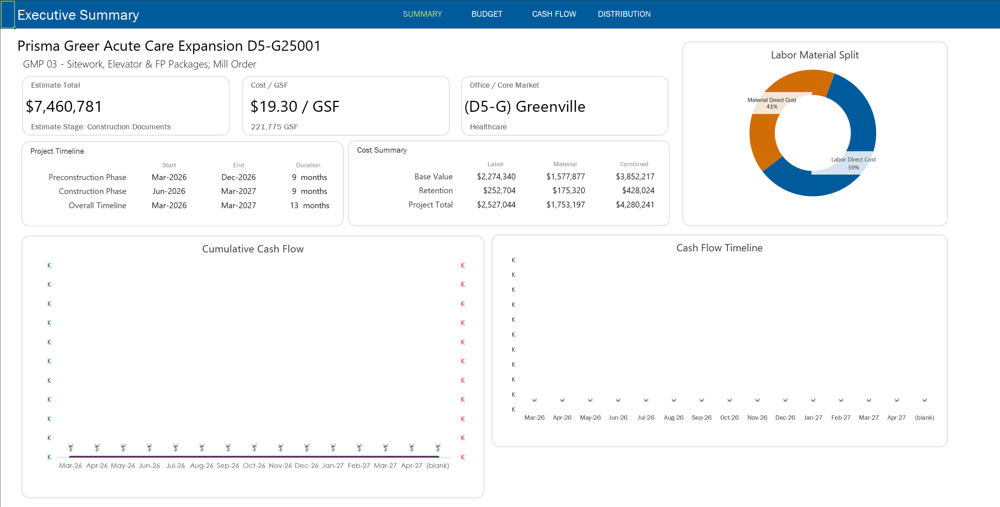 Executive Summary
SUMMARY BUDGET CASH FLOW DISTRIBUTION
Prisma Greer Acute Care Expansion D5-G25001
GMP 03 - Sitework, Elevator & FP Packages; Mill Order
Estimate Total
$7,460,781
Estimate Stage: Construction Documents
Cost / GSF
$19.30 / GSF
221,775 GSF
Office / Core Market
(D5-G) Greenville
Healthcare
Labor Material Split
Material Direct Cost
41%
Labor Direct Cost
59%
Project Timeline
Start End Duration
Preconstruction Phase Mar-2026 Dec-2026 9 months
Construction Phase Jun-2026 Mar-2027 9 months
Overall Timeline Mar-2026 Mar-2027 13 months
Cost Summary
Labor Material Combined
Base Value $2,274,340 $1,577,877 $3,852,217
Retention $252,704 $175,320 $428,024
Project Total $2,527,044 $1,753,197 $4,280,241
Cumulative Cash Flow
K K
K K
K K
K K
K K
K K
K K
K K
K K
K K
K K
$K $K $K $K $K $K $K $K $K $K $K $K $K $K $K
Mar-26 Apr-26 May-26 Jun-26 Jul-26 Aug-26 Sep-26 Oct-26 Nov-26 Dec-26 Jan-27 Feb-27 Mar-27 Apr-27 (blank)
Cash Flow Timeline
K
K
K
K
K
K
K
K
K
K
K
K K K K K K K K K K K K K K K
Mar-26 Apr-26 May-26 Jun-26 Jul-26 Aug-26 Sep-26 Oct-26 Nov-26 Dec-26 Jan-27 Feb-27 Mar-27 Apr-27 (blank)